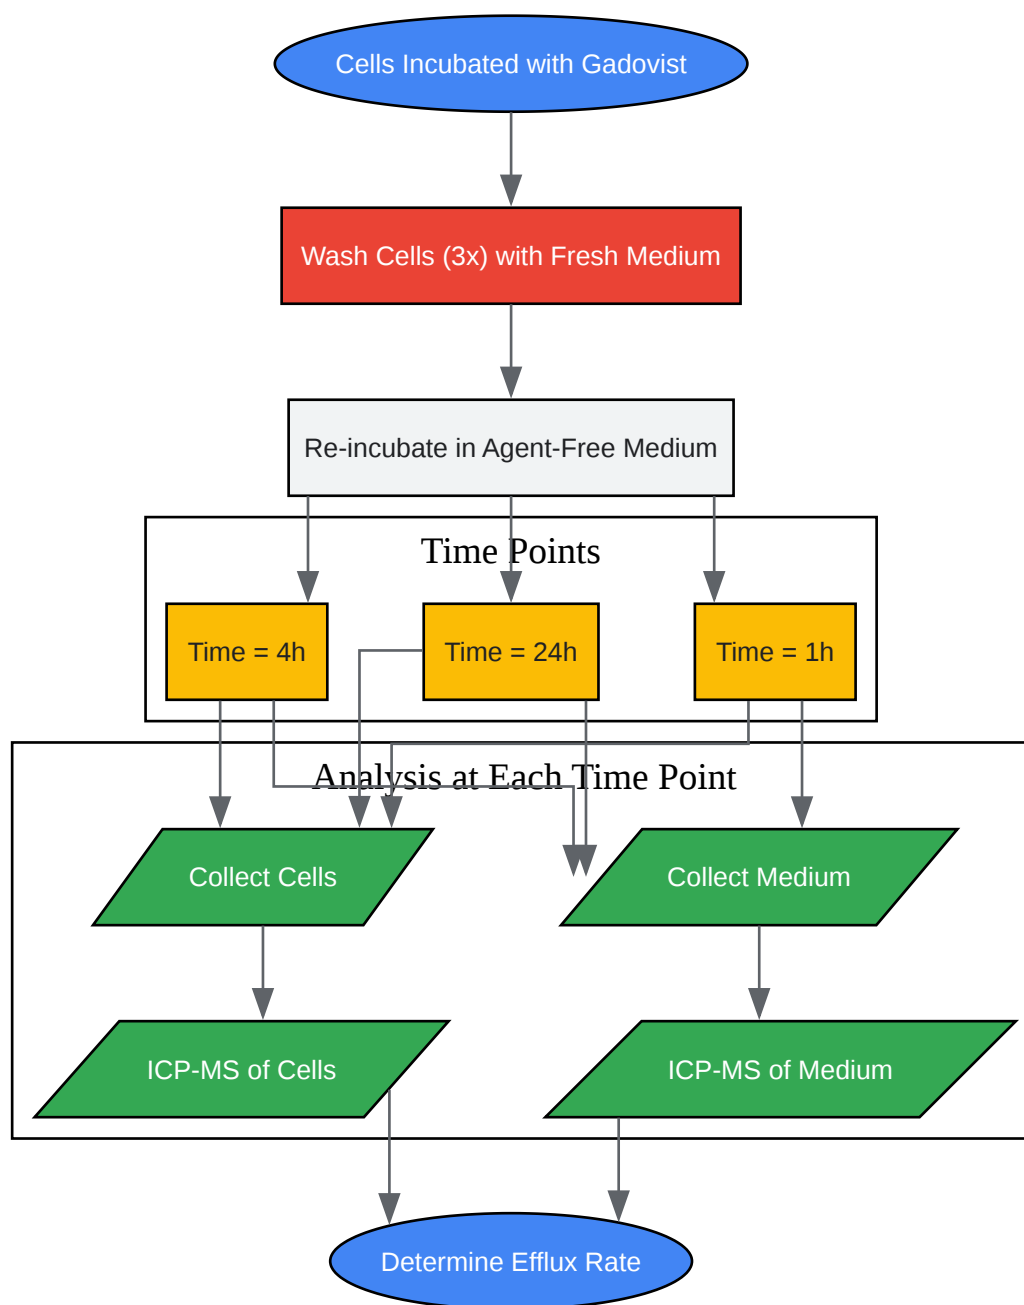 Cells Incubated with Gadovist
Wash Cells (3x) with Fresh Medium
Re-incubate in Agent-Free Medium
Time Points
Time = 4h
Time = 24h
Time = 1h
Analysis at Each Time Point
Collect Cells
Collect Medium
ICP-MS of Cells
ICP-MS of Medium
Determine Efflux Rate